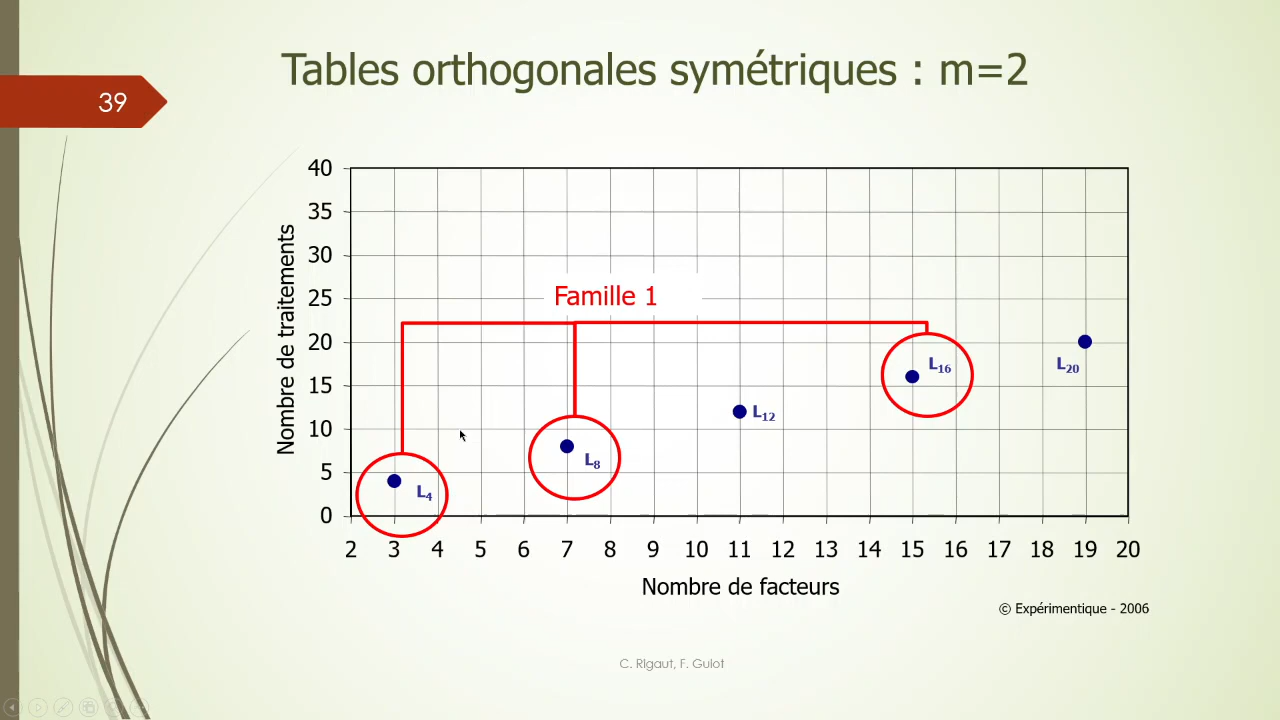 Tables orthogonales symétriques : m=2
39
40
35
30
25
20
15
10
5
0
Nombre de traitements
Famille 1
L4
L8
L12
L16
L20
2 3 4 5 6 7 8 9 10 11 12 13 14 15 16 17 18 19 20
Nombre de facteurs
© Expérimentique - 2006
C. RIgaut, F. Guiot